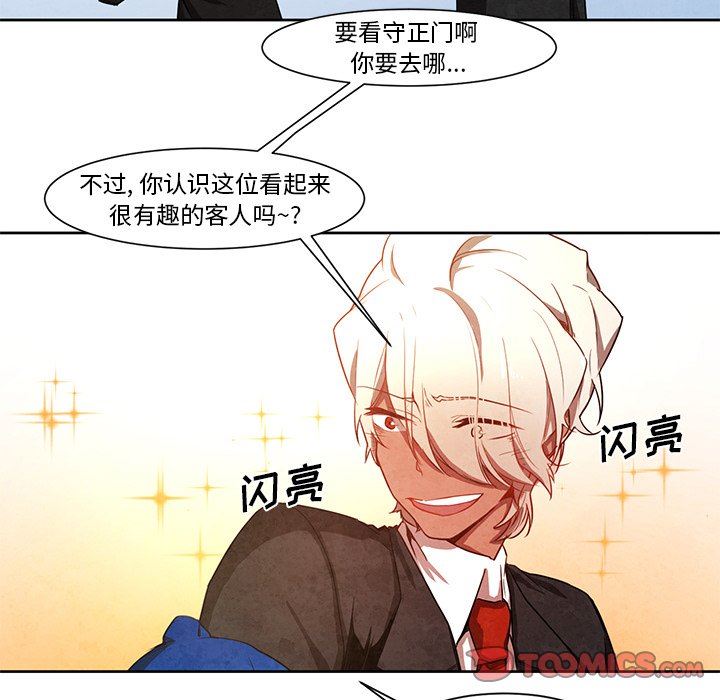 要看守正门啊
你要去哪...
不过, 你认识这位看起来
很有趣的客人吗~?
闪亮
闪亮
TOOMICS.COM